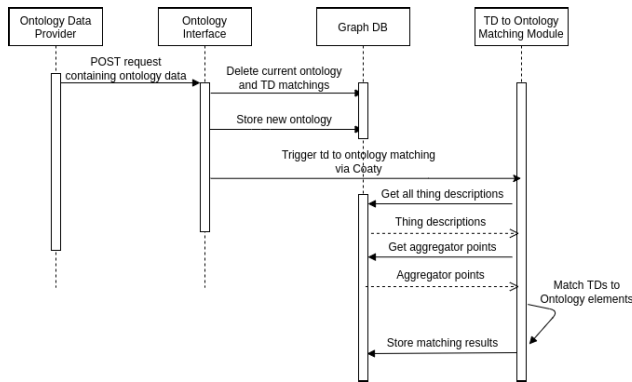 Ontology Data
Provider
Ontology
Interface
Graph DB
TD to Ontology
Matching Module
POST request
containing ontology data
Delete current ontology
and TD matchings
Store new ontology
Trigger td to ontology matching
via Coaty
Get all thing descriptions
Thing descriptions
Get aggregator points
Aggregator points
Match TDs to
Ontology elements
Store matching results